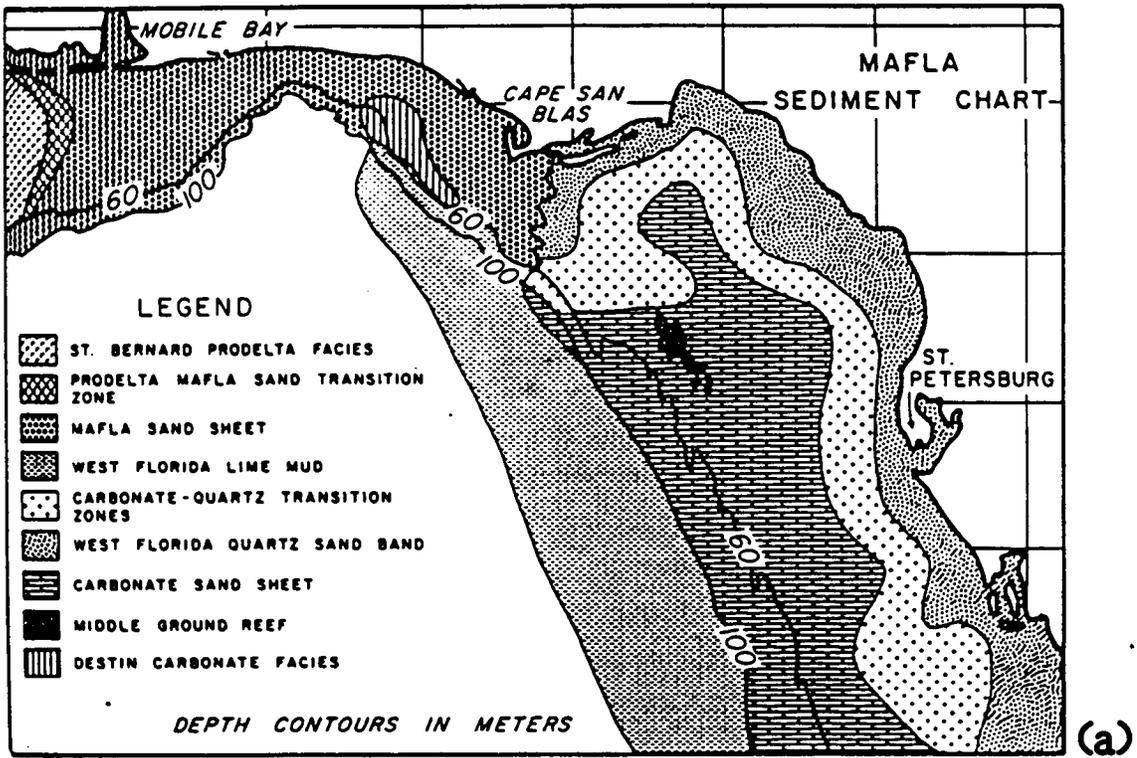 MOBILE BAY
MAFLA
SEDIMENT CHART
CAPE SAN
BLAS
60
100
60
100
LEGEND
ST. BERNARD PRODELTA FACIES
PRODELTA MAFLA SAND TRANSITION
ZONE
MAFLA SAND SHEET
WEST FLORIDA LIME MUD
CARBONATE-QUARTZ TRANSITION
ZONES
WEST FLORIDA QUARTZ SAND BAND
CARBONATE SAND SHEET
MIDDLE GROUND REEF
DESTIN CARBONATE FACIES
ST.
PETERSBURG
60
100
DEPTH CONTOURS IN METERS
(a)